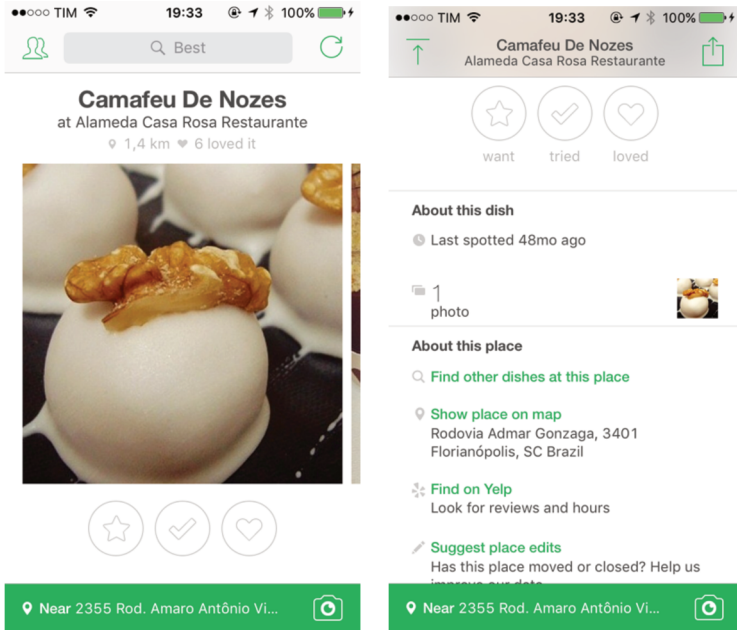 TIM 19:33 100%
Best
Camafeu De Nozes
at Alameda Casa Rosa Restaurante
1,4 km 6 loved it
Near 2355 Rod. Amaro Antônio Vi...
TIM 19:33 100%
Camafeu De Nozes
Alameda Casa Rosa Restaurante
want tried loved
About this dish
Last spotted 48mo ago
1
photo
About this place
Find other dishes at this place
Show place on map
Rodovia Admar Gonzaga, 3401
Florianópolis, SC Brazil
Find on Yelp
Look for reviews and hours
Suggest place edits
Has this place moved or closed? Help us
Near 2355 Rod. Amaro Antônio Vi...